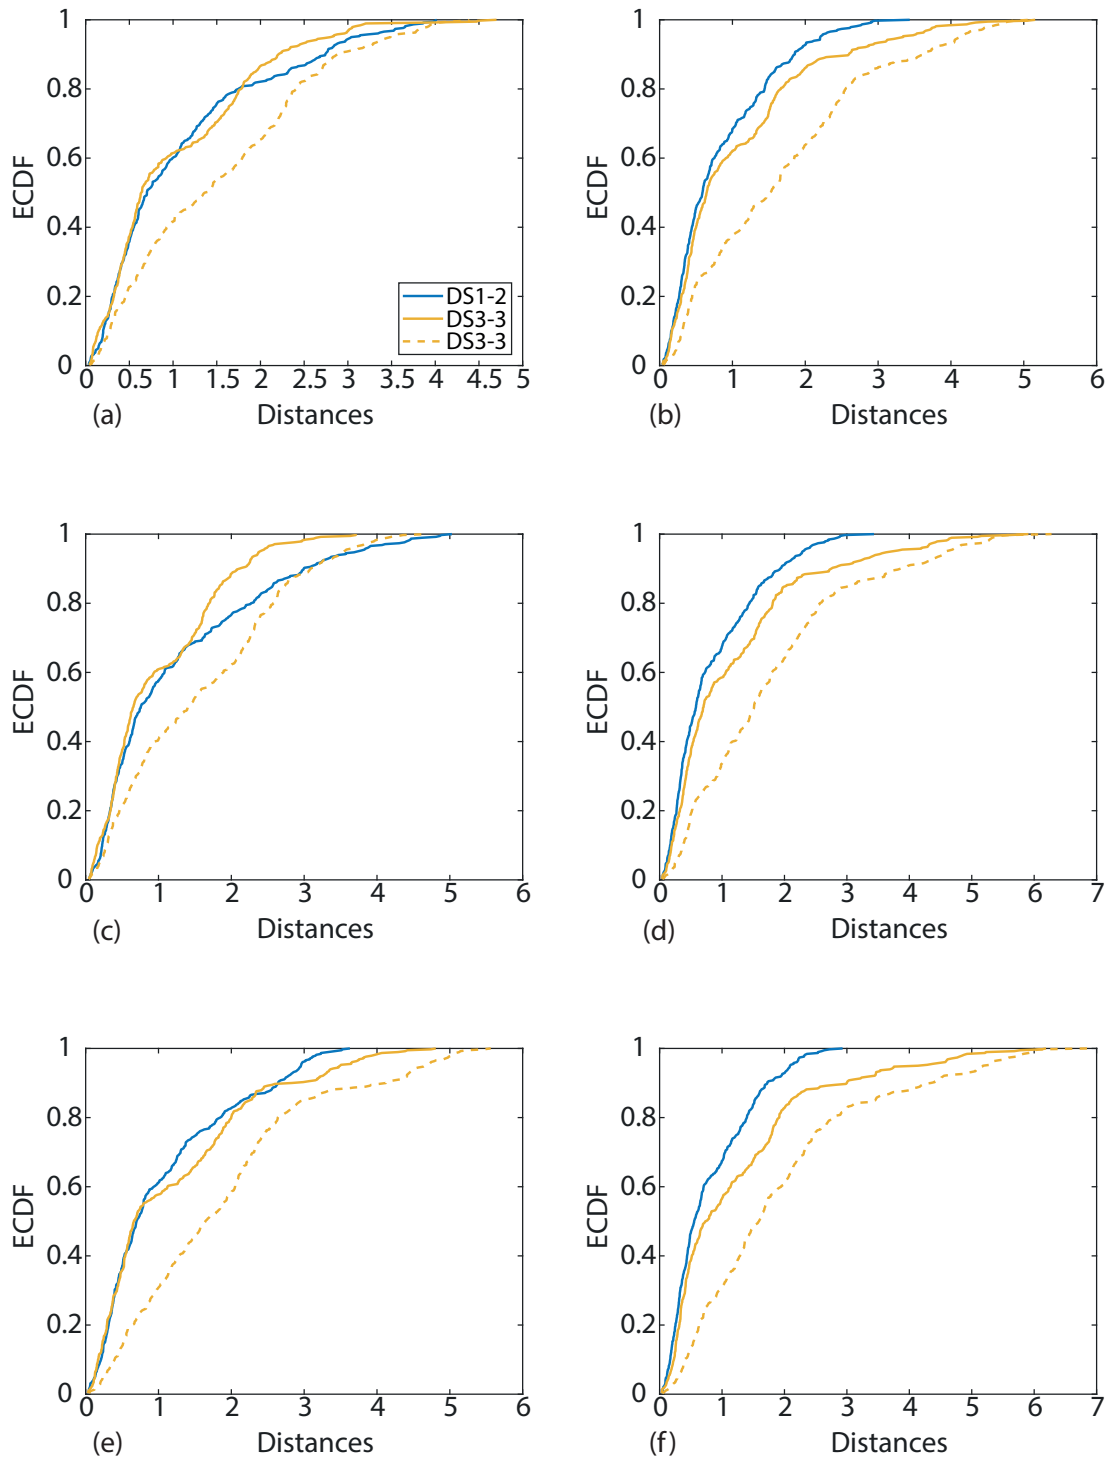 1
0.8
0.6
0.4
0.2
0
ECDF
0 0.5 1 1.5 2 2.5 3 3.5 4 4.5 5
(a) Distances
DS1-2
DS3-3
DS3-3
1
0.8
0.6
0.4
0.2
0
ECDF
0 1 2 3 4 5 6
(b) Distances
1
0.8
0.6
0.4
0.2
0
ECDF
0 1 2 3 4 5 6
(c) Distances
1
0.8
0.6
0.4
0.2
0
ECDF
0 1 2 3 4 5 6 7
(d) Distances
1
0.8
0.6
0.4
0.2
0
ECDF
0 1 2 3 4 5 6
(e) Distances
1
0.8
0.6
0.4
0.2
0
ECDF
0 1 2 3 4 5 6 7
(f) Distances